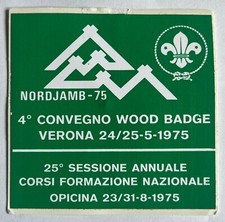 NORDJAMB-75
4° CONVEGNO WOOD BADGE
VERONA 24/25-5-1975
25° SESSIONE ANNUALE
CORSI FORMAZIONE NAZIONALE
OPICINA 23/31-8-1975